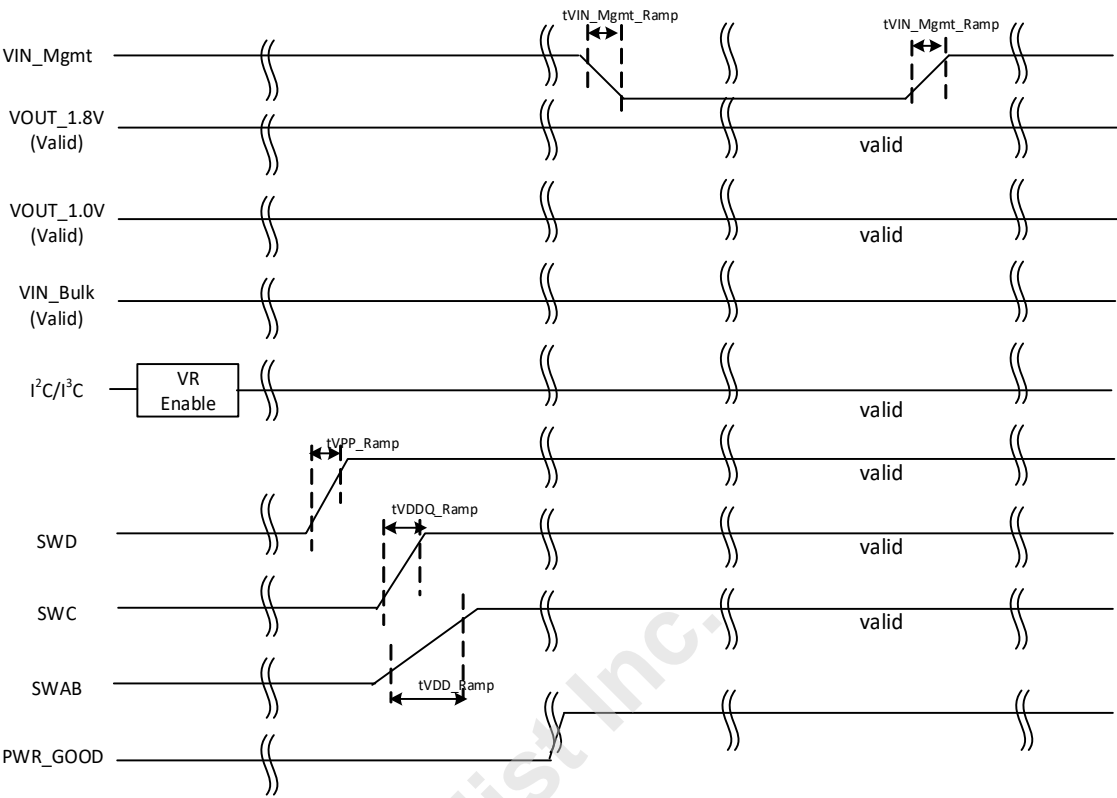 tVIN_Mgmt_Ramp
tVIN_Mgmt_Ramp
VIN_Mgmt
VOUT_1.8V
(Valid)
valid
VOUT_1.0V
(Valid)
valid
VIN_Bulk
(Valid)
I²C/I³C
VR
Enable
valid
tVPP_Ramp
valid
tVDDQ_Ramp
SWD
valid
SWC
valid
SWAB
tVDD_Ramp
PWR_GOOD
Inc.